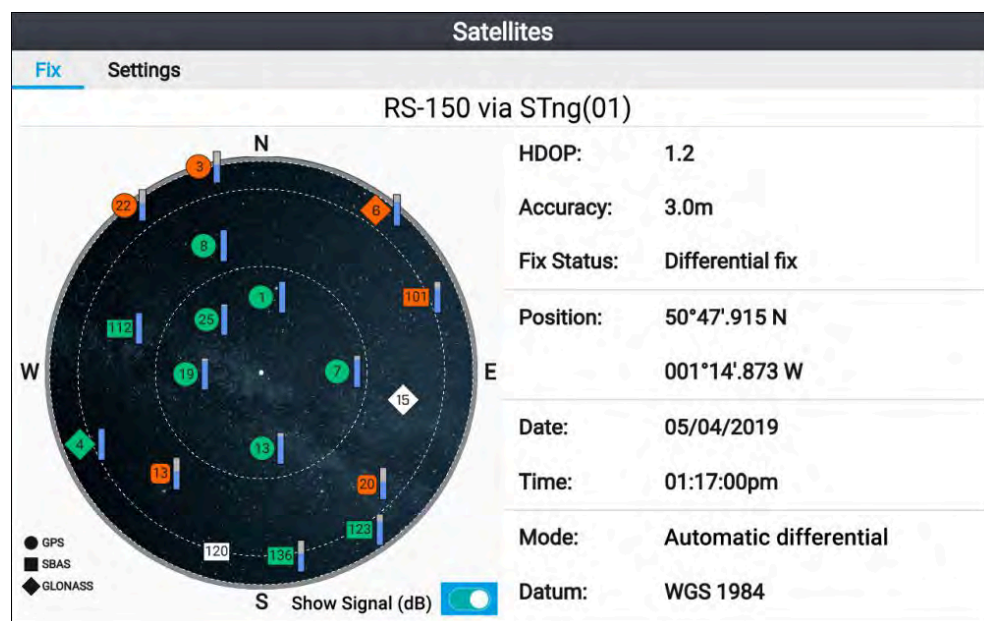 Satellites
Fix Settings
RS-150 via STng(01)
N
3
22
6
8
1
101
25
112
W
19
7
E
15
4
13
13
20
123
120
136
GPS
SBAS
GLONASS
S
Show Signal (dB)
HDOP: 1.2
Accuracy: 3.0m
Fix Status: Differential fix
Position: 50°47'.915 N
001°14'.873 W
Date: 05/04/2019
Time: 01:17:00pm
Mode: Automatic differential
Datum: WGS 1984